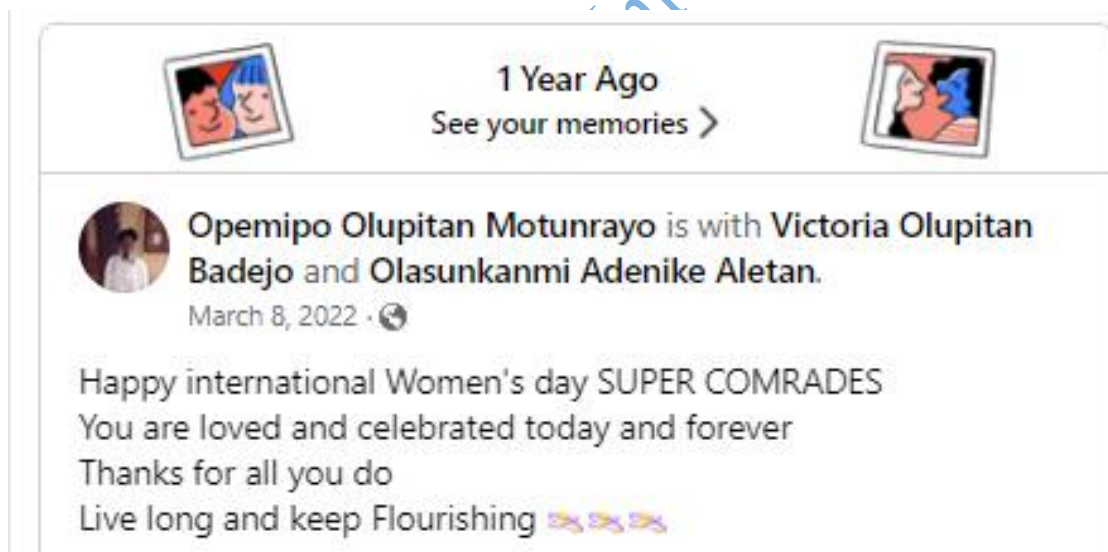 1 Year Ago
See your memories
Opemipo Olupitan Motunrayo is with Victoria Olupitan
Badejo and Olasunkanmi Adenike Aletan.
March 8, 2022 ·
Happy international Women's day SUPER COMRADES
You are loved and celebrated today and forever
Thanks for all you do
Live long and keep Flourishing